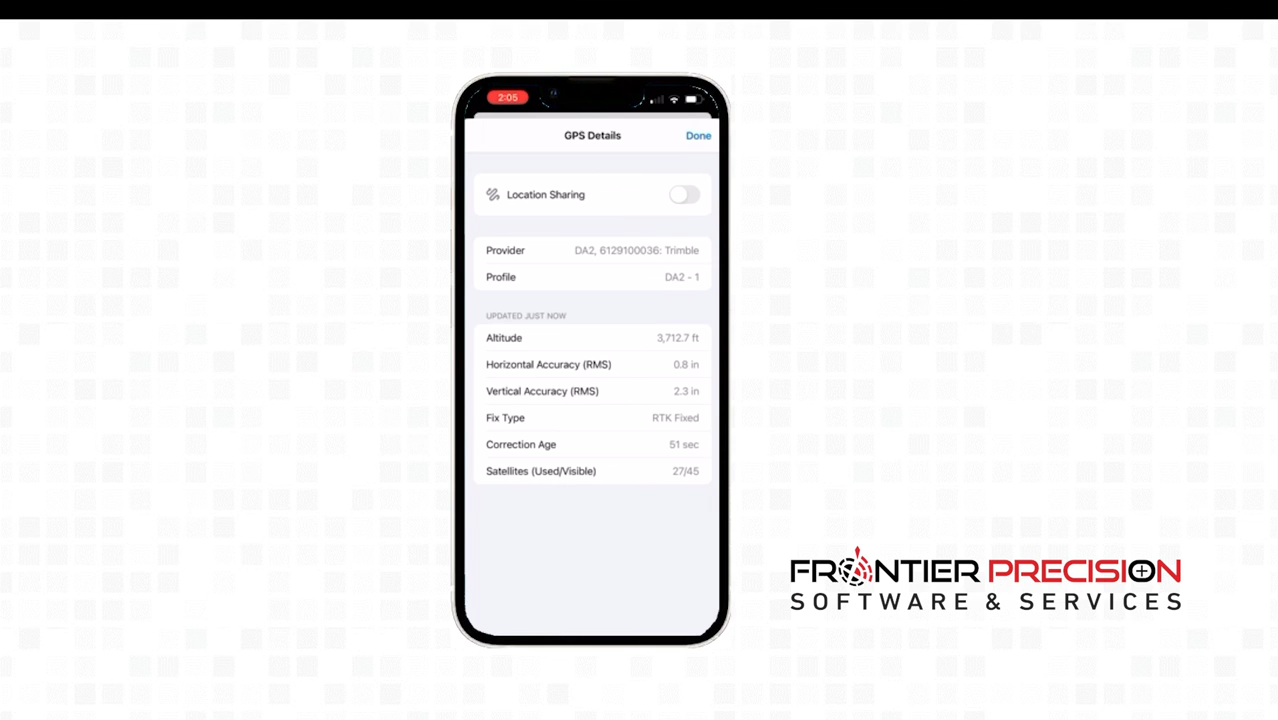 2:05
GPS Details Done
Location Sharing
Provider DA2, 6129100036: Trimble
Profile DA2 - 1
UPDATED JUST NOW
Altitude 3,712.7 ft
Horizontal Accuracy (RMS) 0.8 in
Vertical Accuracy (RMS) 2.3 in
Fix Type RTK Fixed
Correction Age 51 sec
Satellites (Used/Visible) 27/45
FRONTIER PRECISION
SOFTWARE & SERVICES